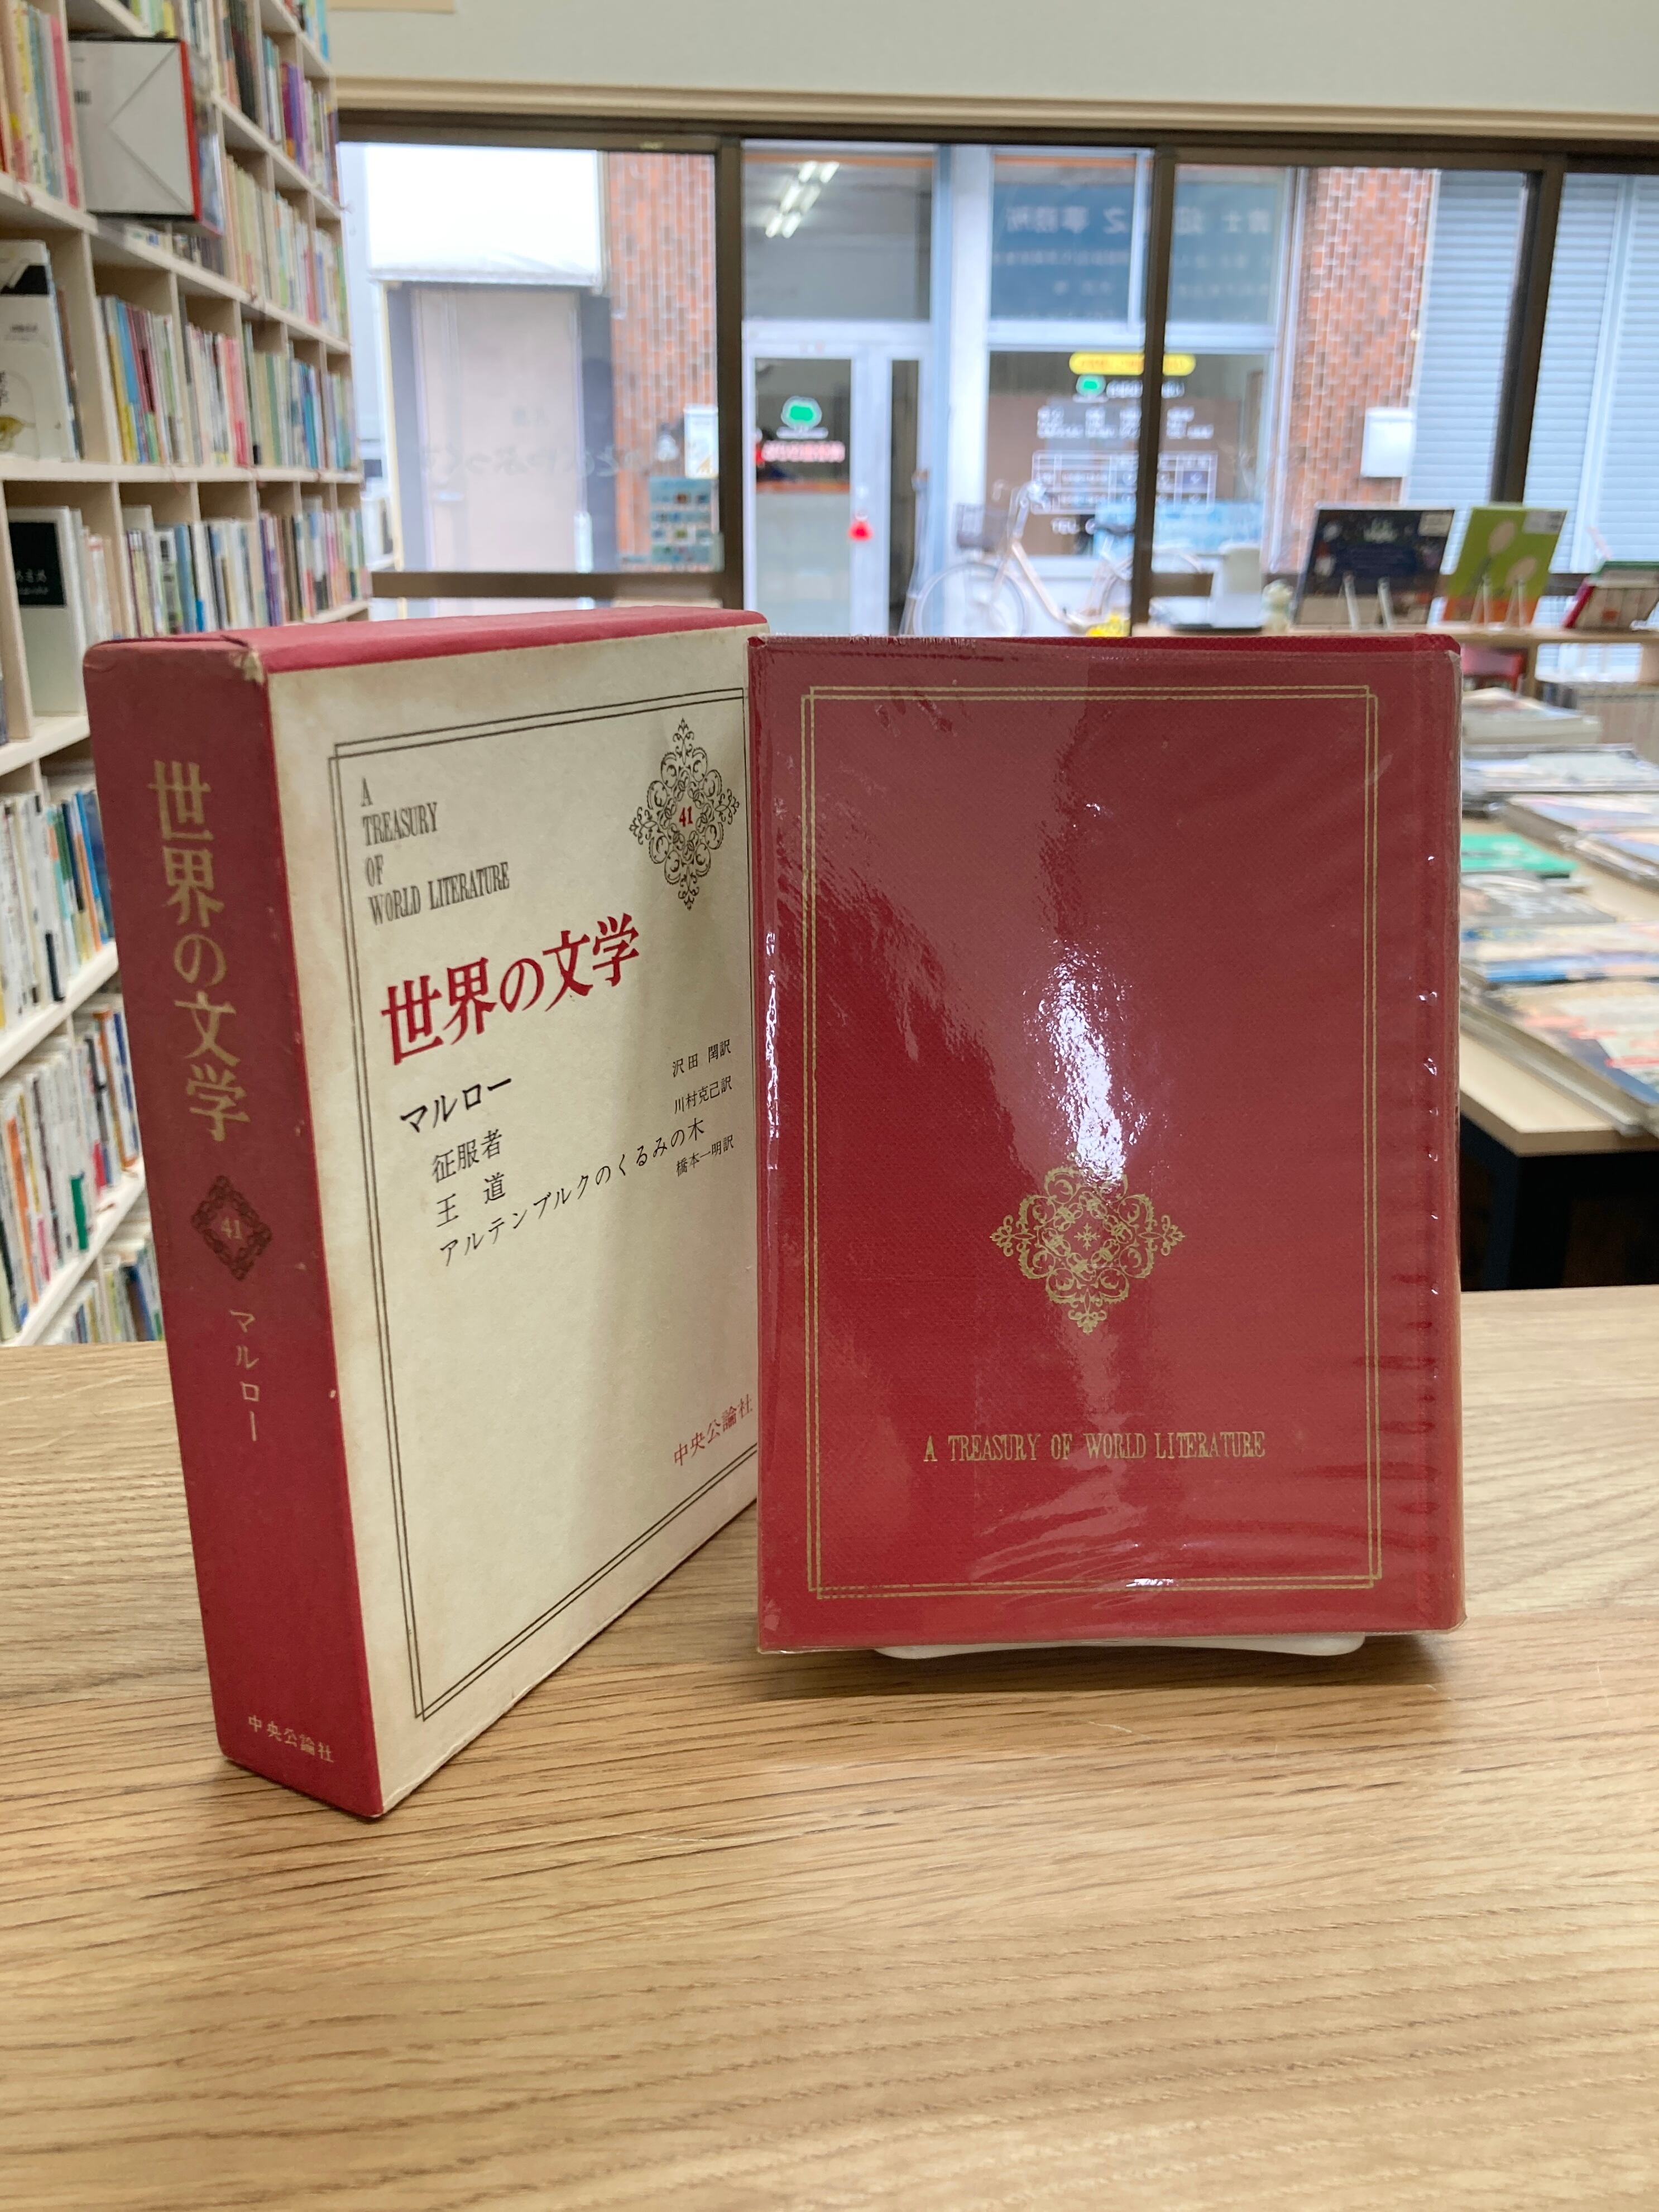 世界の文学
41
マルロー
中央公論社
A
TREASURY
OF
WORLD LITERATURE
41
世界の文学
マルロー
征服者
沢田 閏訳
王 道
川村克己訳
アルテンブルクのくるみの木
橋本一明訳
中央公論社
A TREASURY OF WORLD LITERATURE